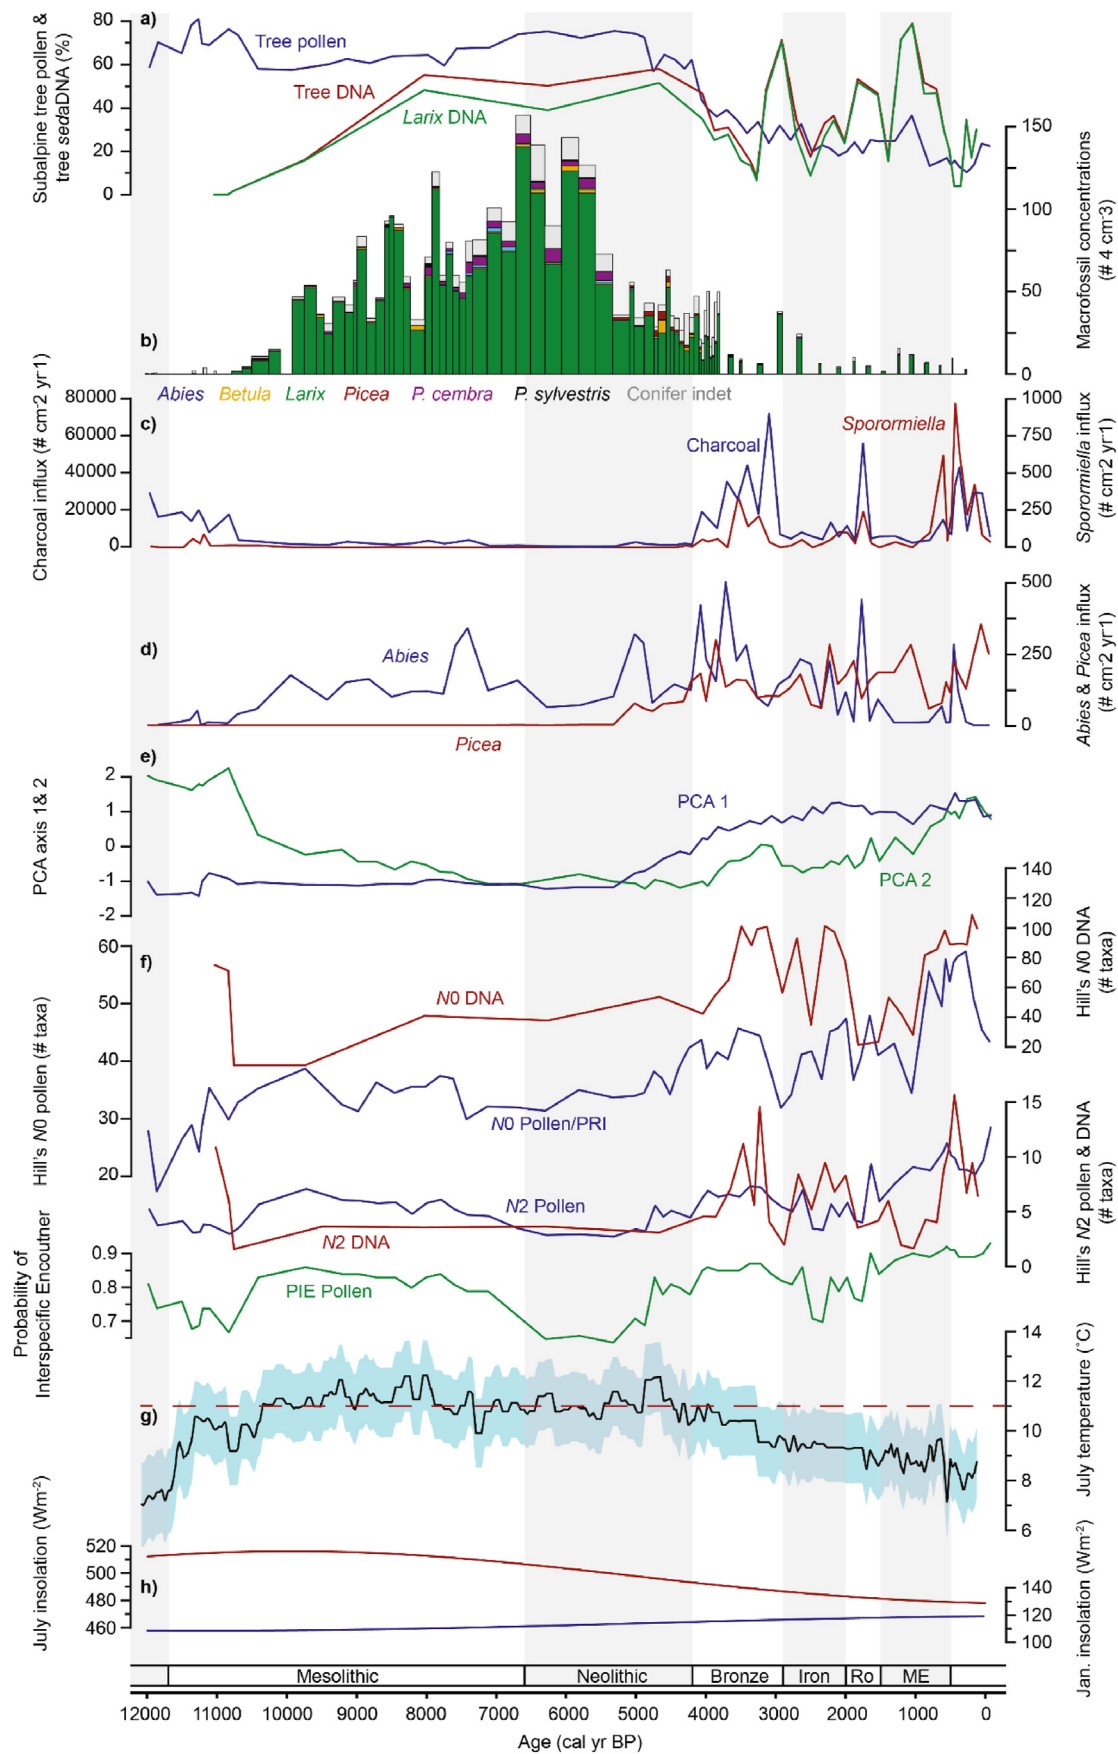 Subalpine tree pollen &
tree sedaDNA (%)
80
60
40
20
0
a)
Tree pollen
Tree DNA
Larix DNA
150
100
50
0
Macrofossil concentrations
(# 4 cm-3)
b)
Abies Betula Larix Picea P. cembra P. sylvestris Conifer indet
Charcoal influx (# cm-2 yr-1)
80000
60000
40000
20000
0
c)
Charcoal
Sporormiella
1000
750
500
250
0
Sporormiella influx
(# cm-2 yr-1)
d)
Abies
Picea
500
250
0
Abies & Picea influx
(# cm-2 yr-1)
e)
PCA axis 1& 2
2
1
0
-1
-2
PCA 1
PCA 2
140
120
100
80
60
40
20
Hill's N0 DNA
(# taxa)
f)
Hill's N0 pollen (# taxa)
60
50
40
30
20
N0 DNA
N0 Pollen/PRI
N2 Pollen
N2 DNA
15
10
5
0
Hill's N2 pollen & DNA
(# taxa)
Probability of
Interspecific Encoutner
0.9
0.8
0.7
PIE Pollen
g)
14
12
10
8
6
July temperature (°C)
July insolation (Wm-2)
520
500
480
460
h)
140
120
100
Jan. insolation (Wm-2)
Mesolithic Neolithic Bronze Iron Ro ME
12000 11000 10000 9000 8000 7000 6000 5000 4000 3000 2000 1000 0
Age (cal yr BP)